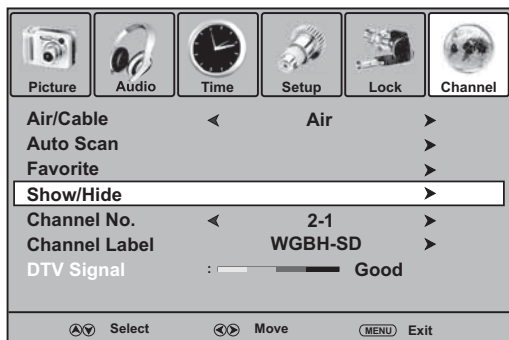 Picture Audio Time Setup Lock Channel
Air/Cable Air
Auto Scan
Favorite
Show/Hide
Channel No. 2-1
Channel Label WGBH-SD
DTV Signal : Good
Select Move MENU Exit